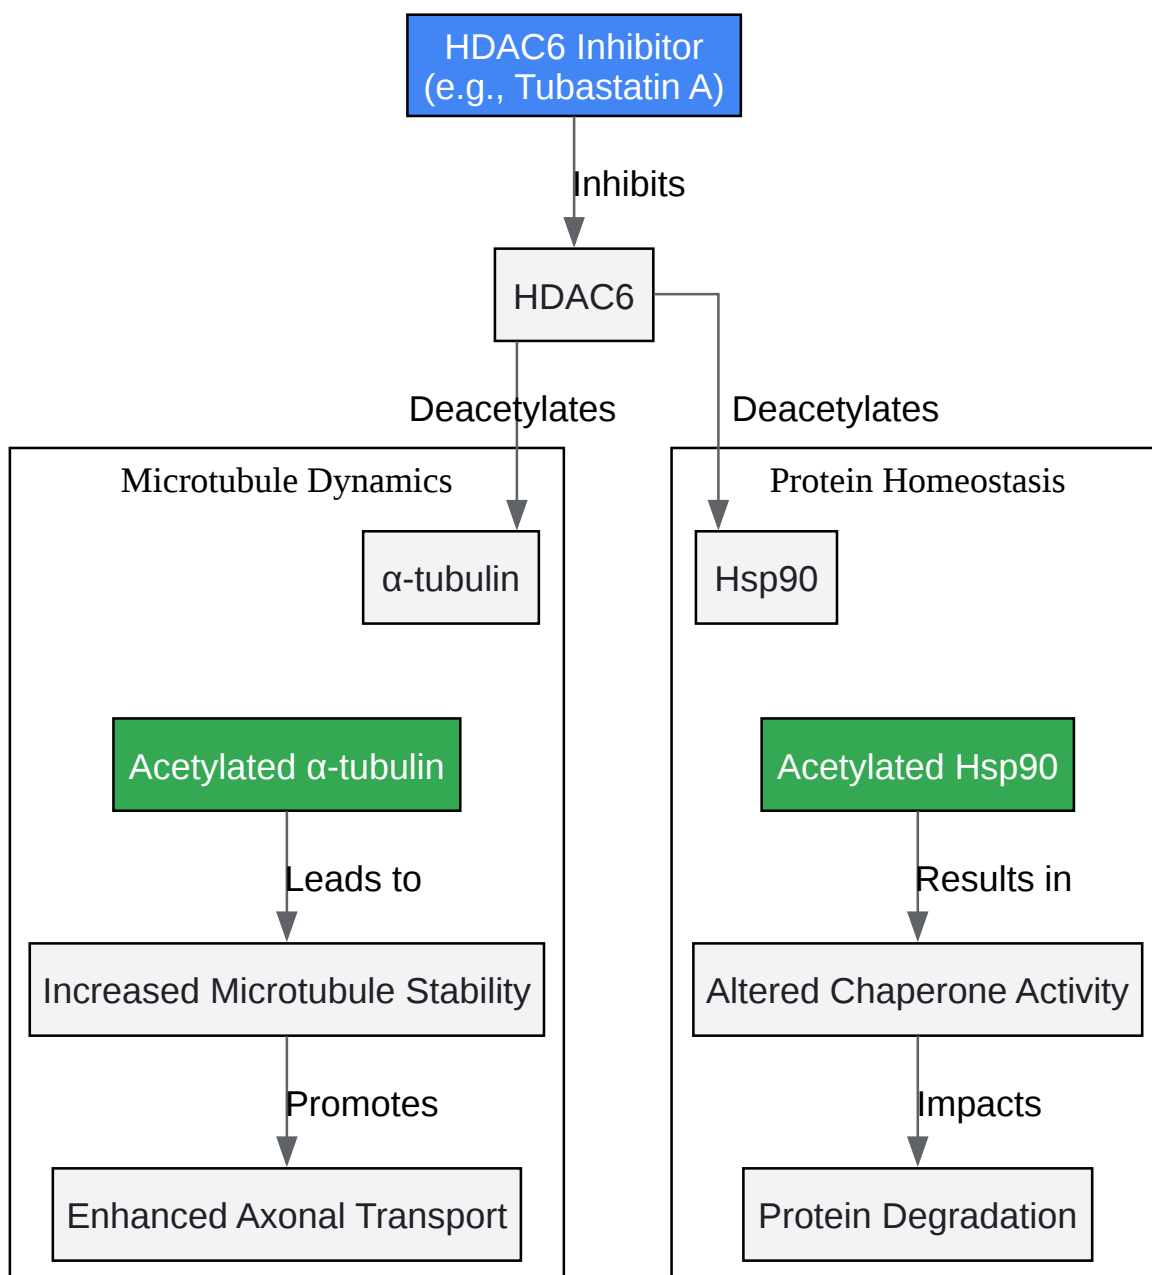 HDAC6 Inhibitor
(e.g., Tubastatin A)
Inhibits
HDAC6
Deacetylates
Deacetylates
Microtubule Dynamics
Protein Homeostasis
α-tubulin
Hsp90
Acetylated α-tubulin
Acetylated Hsp90
Leads to
Results in
Increased Microtubule Stability
Altered Chaperone Activity
Promotes
Impacts
Enhanced Axonal Transport
Protein Degradation